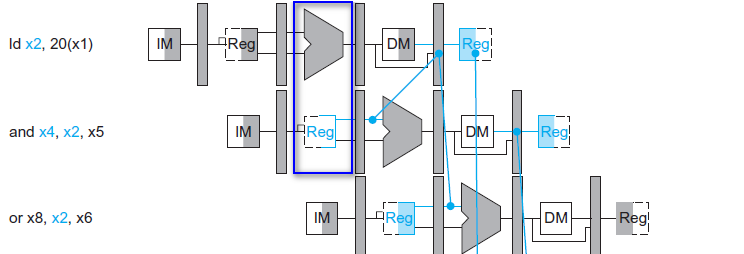 ld x2, 20(x1) IM Reg DM Reg
and x4, x2, x5 IM Reg DM Reg
or x8, x2, x6 IM Reg DM Reg